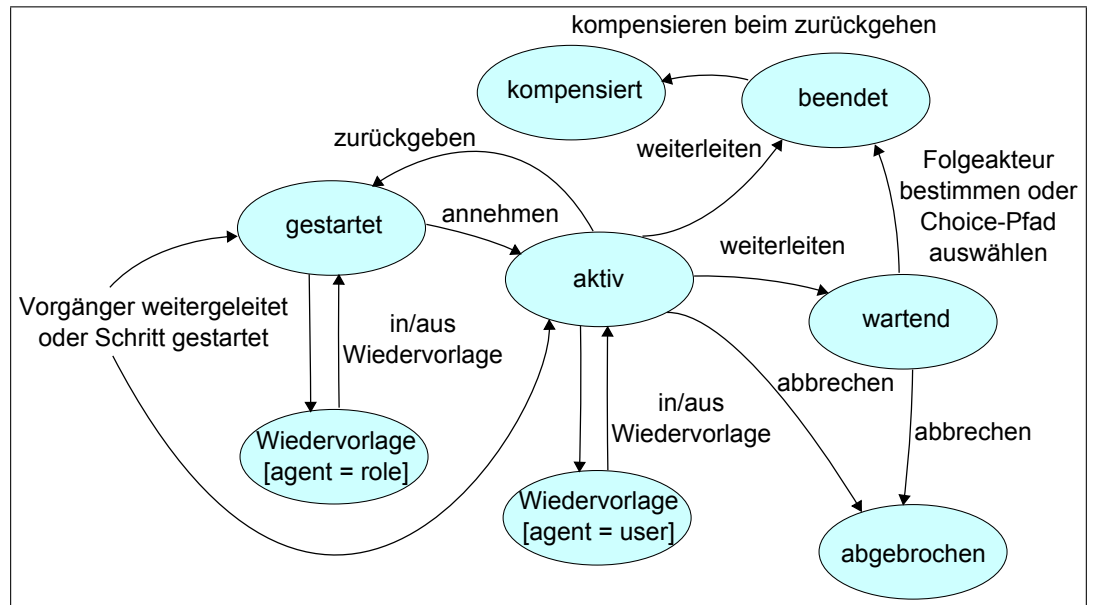 kompensieren beim zurückgehen
kompensiert
beendet
zurückgeben
weiterleiten
Folgeakteur
bestimmen oder
Choice-Pfad
auswählen
gestartet
annehmen
weiterleiten
aktiv
Vorgänger weitergeleitet
oder Schritt gestartet
in/aus
Wiedervorlage
wartend
abbrechen
in/aus
Wiedervorlage
abbrechen
Wiedervorlage
[agent = role]
Wiedervorlage
[agent = user]
abgebrochen